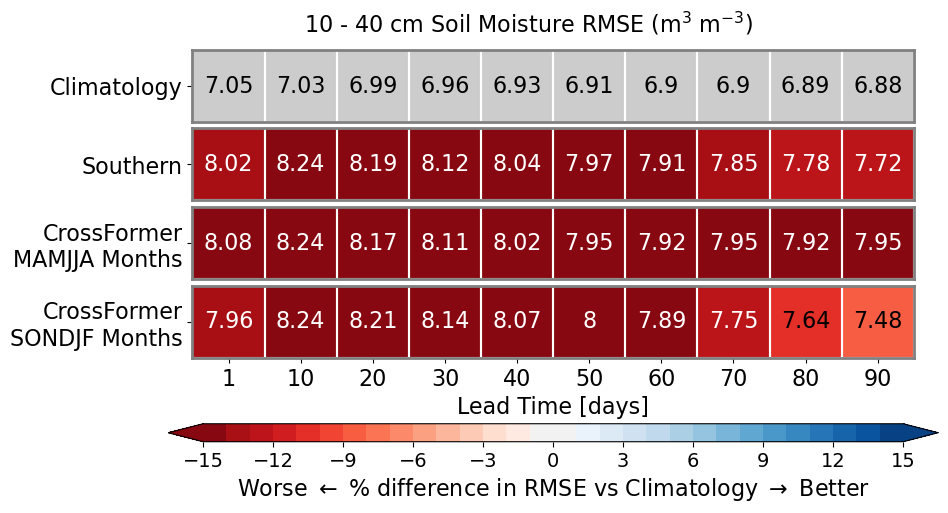 10 - 40 cm Soil Moisture RMSE (m³ m⁻³)
Climatology 7.05 7.03 6.99 6.96 6.93 6.91 6.9 6.9 6.89 6.88
Southern 8.02 8.24 8.19 8.12 8.04 7.97 7.91 7.85 7.78 7.72
CrossFormer
MAMJJA Months 8.08 8.24 8.17 8.11 8.02 7.95 7.92 7.95 7.92 7.95
CrossFormer
SONDJF Months 7.96 8.24 8.21 8.14 8.07 8 7.89 7.75 7.64 7.48
1 10 20 30 40 50 60 70 80 90
Lead Time [days]
−15 −12 −9 −6 −3 0 3 6 9 12 15
Worse ← % difference in RMSE vs Climatology → Better